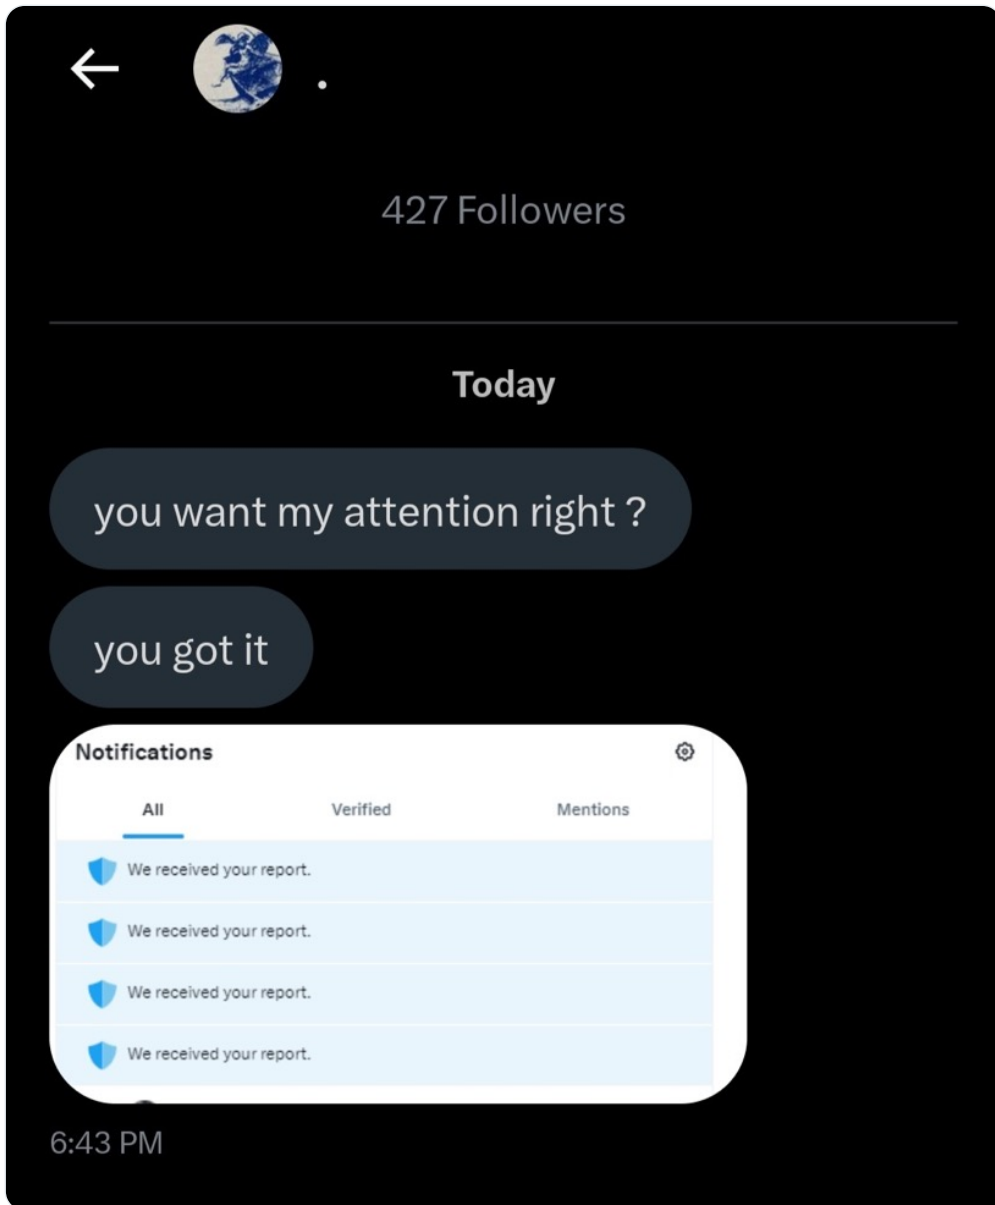 .
427 Followers
Today
you want my attention right ?
you got it
Notifications
All Verified Mentions
We received your report.
We received your report.
We received your report.
We received your report.
6:43 PM